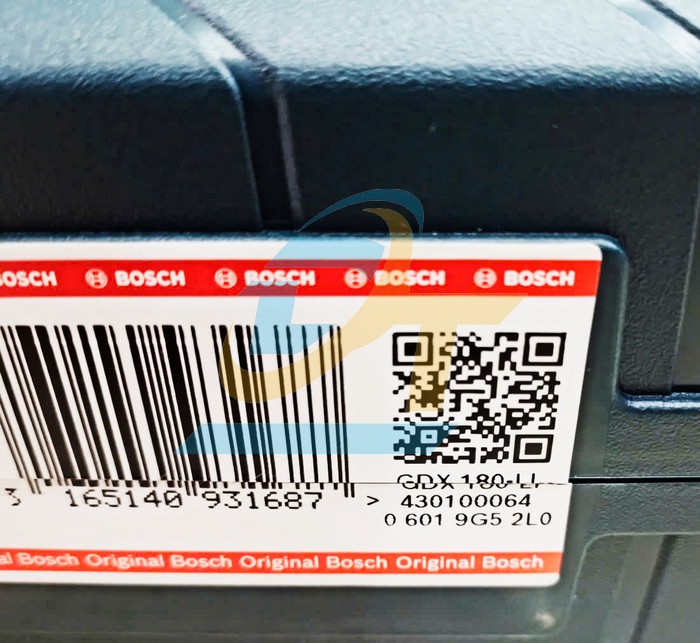 BOSCH BOSCH BOSCH BOSCH BOSCH
GDX 180-LI
3 165140 931687 >
430100064
0 601 9G5 2L0
al Bosch Original Bosch Original Bosch Original Bosch